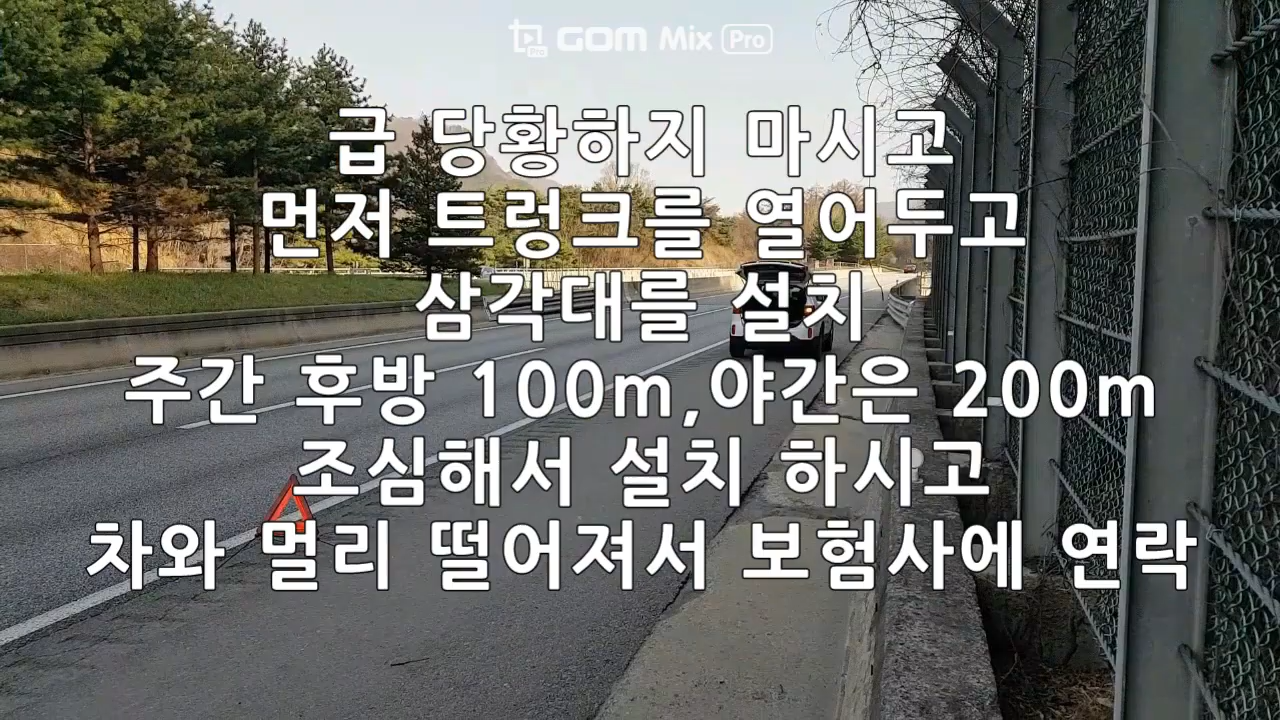 GOM Mix Pro
급 당황하지 마시고
먼저 트렁크를 열어두고
삼각대를 설치
주간 후방 100m,야간은 200m
조심해서 설치 하시고
차와 멀리 떨어져서 보험사에 연락